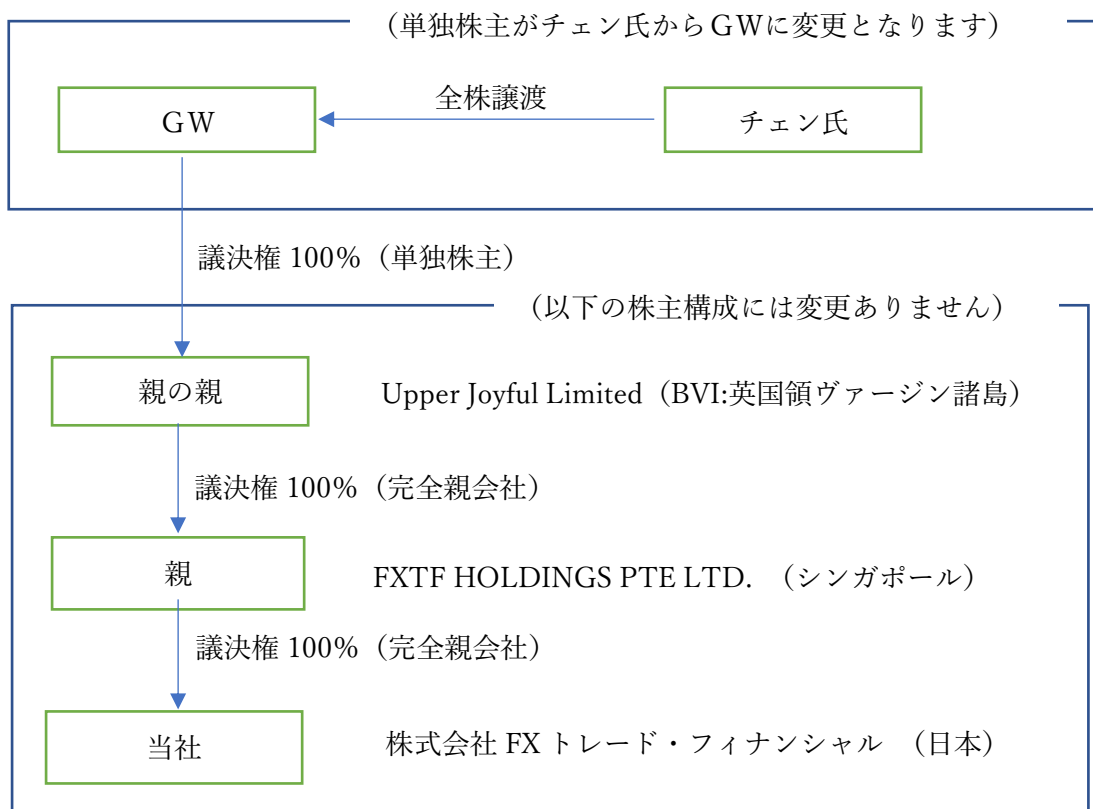 （単独株主がチェン氏からＧＷに変更となります）
全株譲渡
ＧＷ
チェン氏
議決権 100%（単独株主）
（以下の株主構成には変更ありません）
親の親
Upper Joyful Limited（BVI:英国領ヴァージン諸島）
議決権 100%（完全親会社）
親
FXTF HOLDINGS PTE LTD. （シンガポール）
議決権 100%（完全親会社）
当社
株式会社 FX トレード・フィナンシャル （日本）